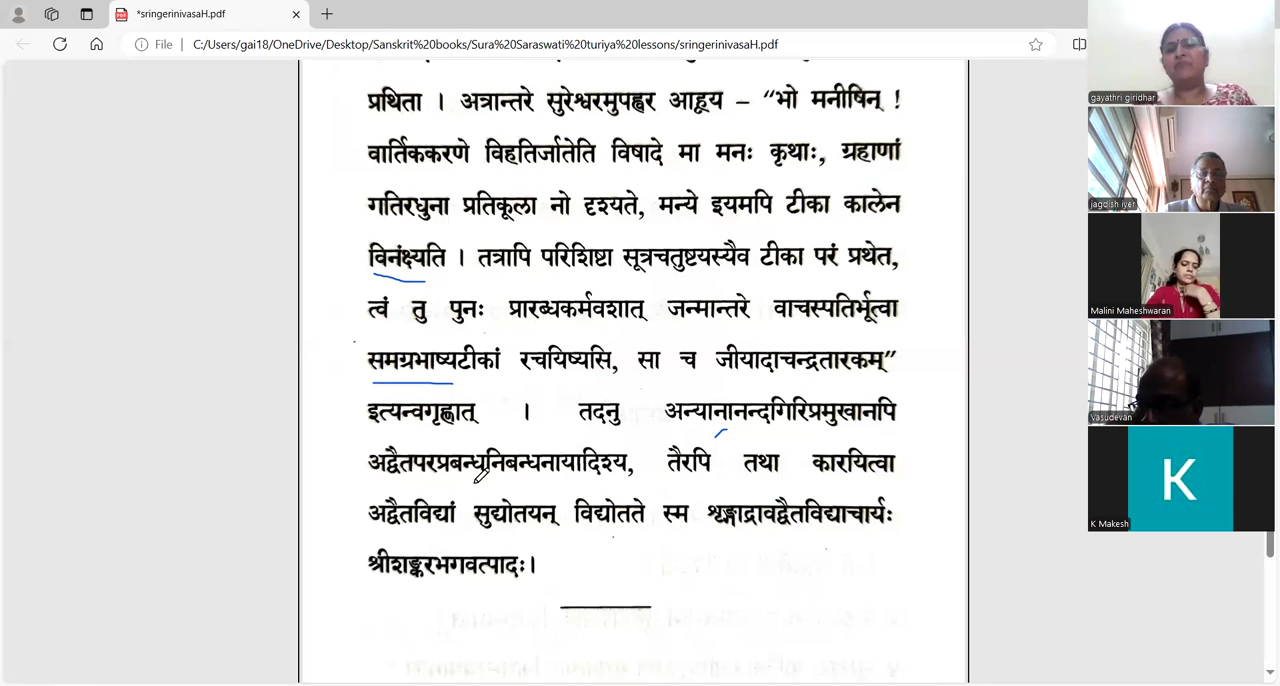 *sringerinivasaH.pdf
File
C:/Users/gai18/OneDrive/Desktop/Sanskrit%20books/Sura%20Saraswati%20turiya%20lessons/sringerinivasaH.pdf
प्रथिता । अत्रान्तरे सुरेश्वरमुपह्वर आहूय – “भो मनीषिन् !
वार्तिककरणे विहतिर्जातेति विषादे मा मनः कृथाः, ग्रहाणां
गतिरधुना प्रतिकूला नो दृश्यते, मन्ये इयमपि टीका कालेन
विनंक्ष्यति । तत्रापि परिशिष्टा सूत्रचतुष्टयस्यैव टीका परं प्रथेत,
त्वं तु पुनः प्रारब्धकर्मवशात् जन्मान्तरे वाचस्पतिर्भूत्वा
समग्रभाष्यटीकां रचयिष्यसि, सा च जीयादाचन्द्रतारकम्”
इत्यन्वगृह्णात् । तदनु अन्यानानन्दगिरिप्रमुखानपि
अद्वैतपरप्रबन्धनिबन्धनायादिश्य, तैरपि तथा कारयित्वा
अद्वैतविद्यां सुद्योतयन् विद्योतते स्म शृङ्गाद्रावद्वैतविद्याचार्यः
श्रीशङ्करभगवत्पादः।
gayathri giridhar
jagdish iyer
Malini Maheshwaran
Vasudevan
K
K Makesh